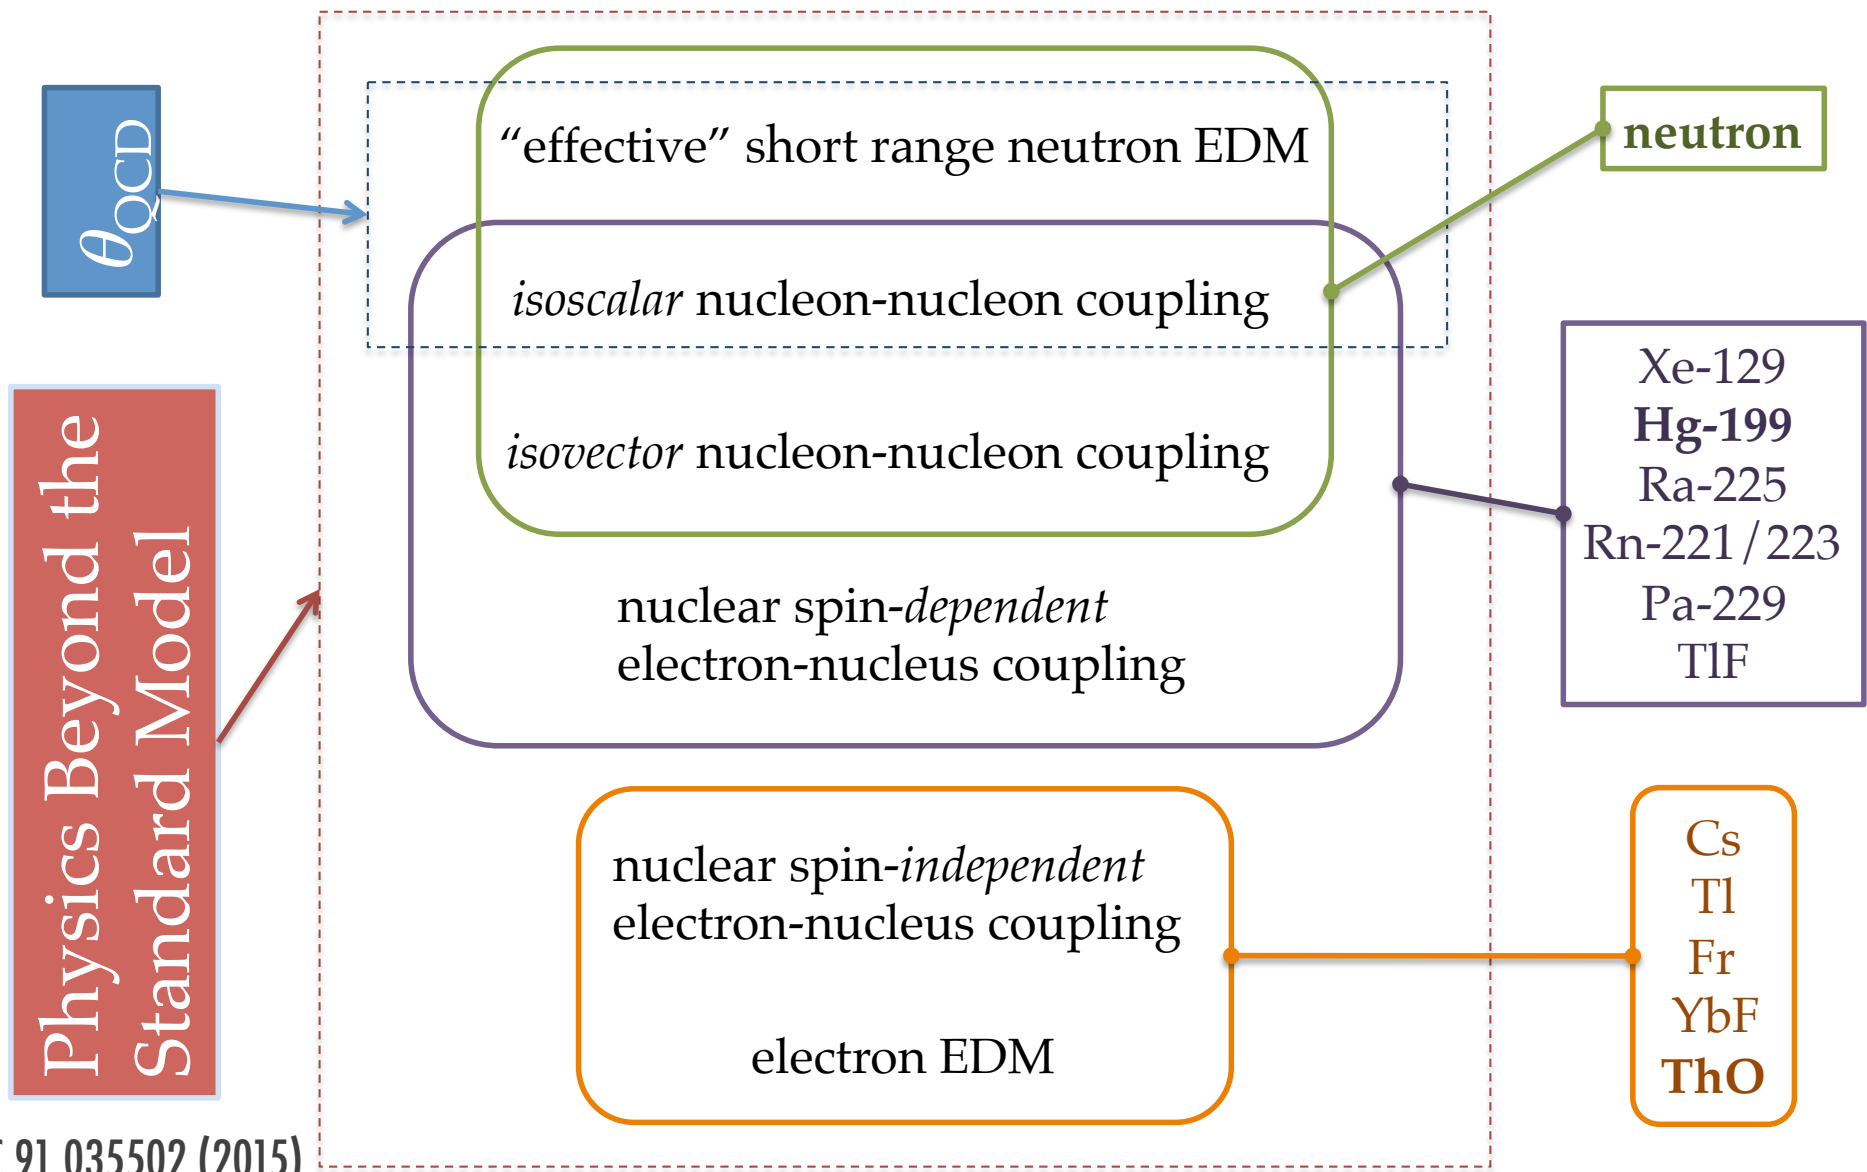 θQCD
Physics Beyond the
Standard Model
“effective” short range neutron EDM
isoscalar nucleon-nucleon coupling
isovector nucleon-nucleon coupling
nuclear spin-dependent
electron-nucleus coupling
nuclear spin-independent
electron-nucleus coupling
electron EDM
neutron
Xe-129
Hg-199
Ra-225
Rn-221/223
Pa-229
TlF
Cs
Tl
Fr
YbF
ThO
91 035502 (2015)